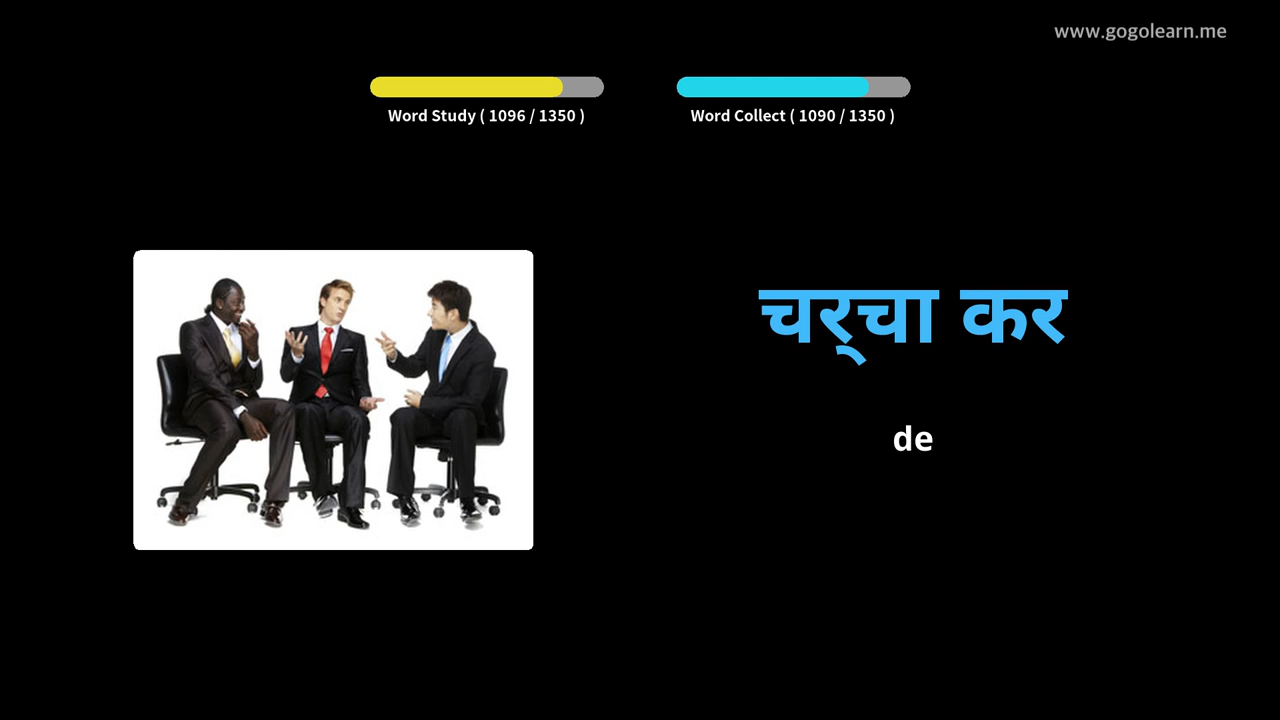 www.gogolearn.me
Word Study ( 1096 / 1350 )
Word Collect ( 1090 / 1350 )
चर्‌चा कर
de